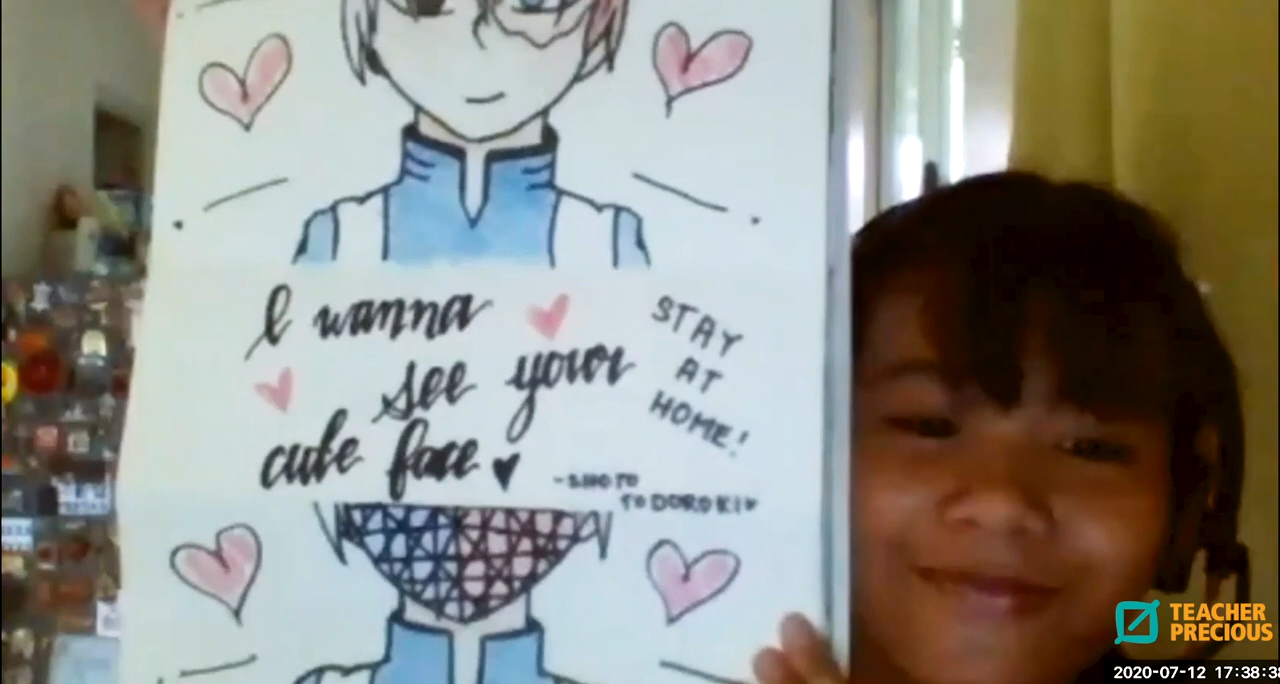 I wanna
see your
cute face
STAY
AT
HOME!
-SHOTO
TODOROKI
TEACHER
PRECIOUS
2020-07-12 17:38:3